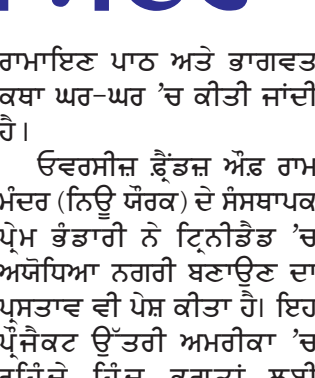 ਰਾਮਾਇਣ ਪਾਠ ਅਤੇ ਭਾਗਵਤ
ਕਥਾ ਘਰ-ਘਰ ’ਚ ਕੀਤੀ ਜਾਂਦੀ
ਹੈ।
ਓਵਰਸੀਜ਼ ਫ਼੍ਰੈਂਡਜ਼ ਔਫ਼ ਰਾਮ
ਮੰਦਰ (ਨਿਊ ਯੌਰਕ) ਦੇ ਸੰਸਥਾਪਕ
ਪ੍ਰੇਮ ਭੰਡਾਰੀ ਨੇ ਟ੍ਰਿਨੀਡੈਡ ’ਚ
ਅਯੋਧਿਆ ਨਗਰੀ ਬਣਾਉਣ ਦਾ
ਪ੍ਰਸਤਾਵ ਵੀ ਪੇਸ਼ ਕੀਤਾ ਹੈ। ਇਹ
ਪ੍ਰੌਜੈਕਟ ਉੱਤਰੀ ਅਮਰੀਕਾ ’ਚ